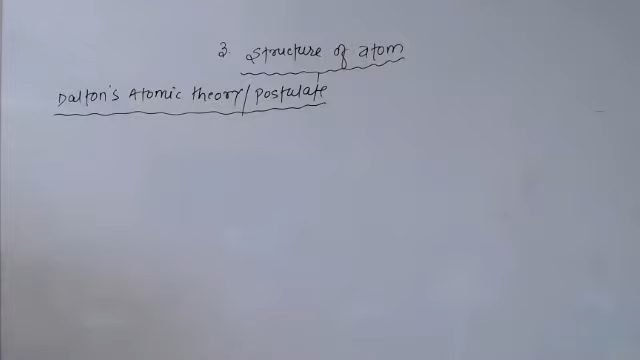 3. Structure of atom
Dalton's Atomic theory/postulate